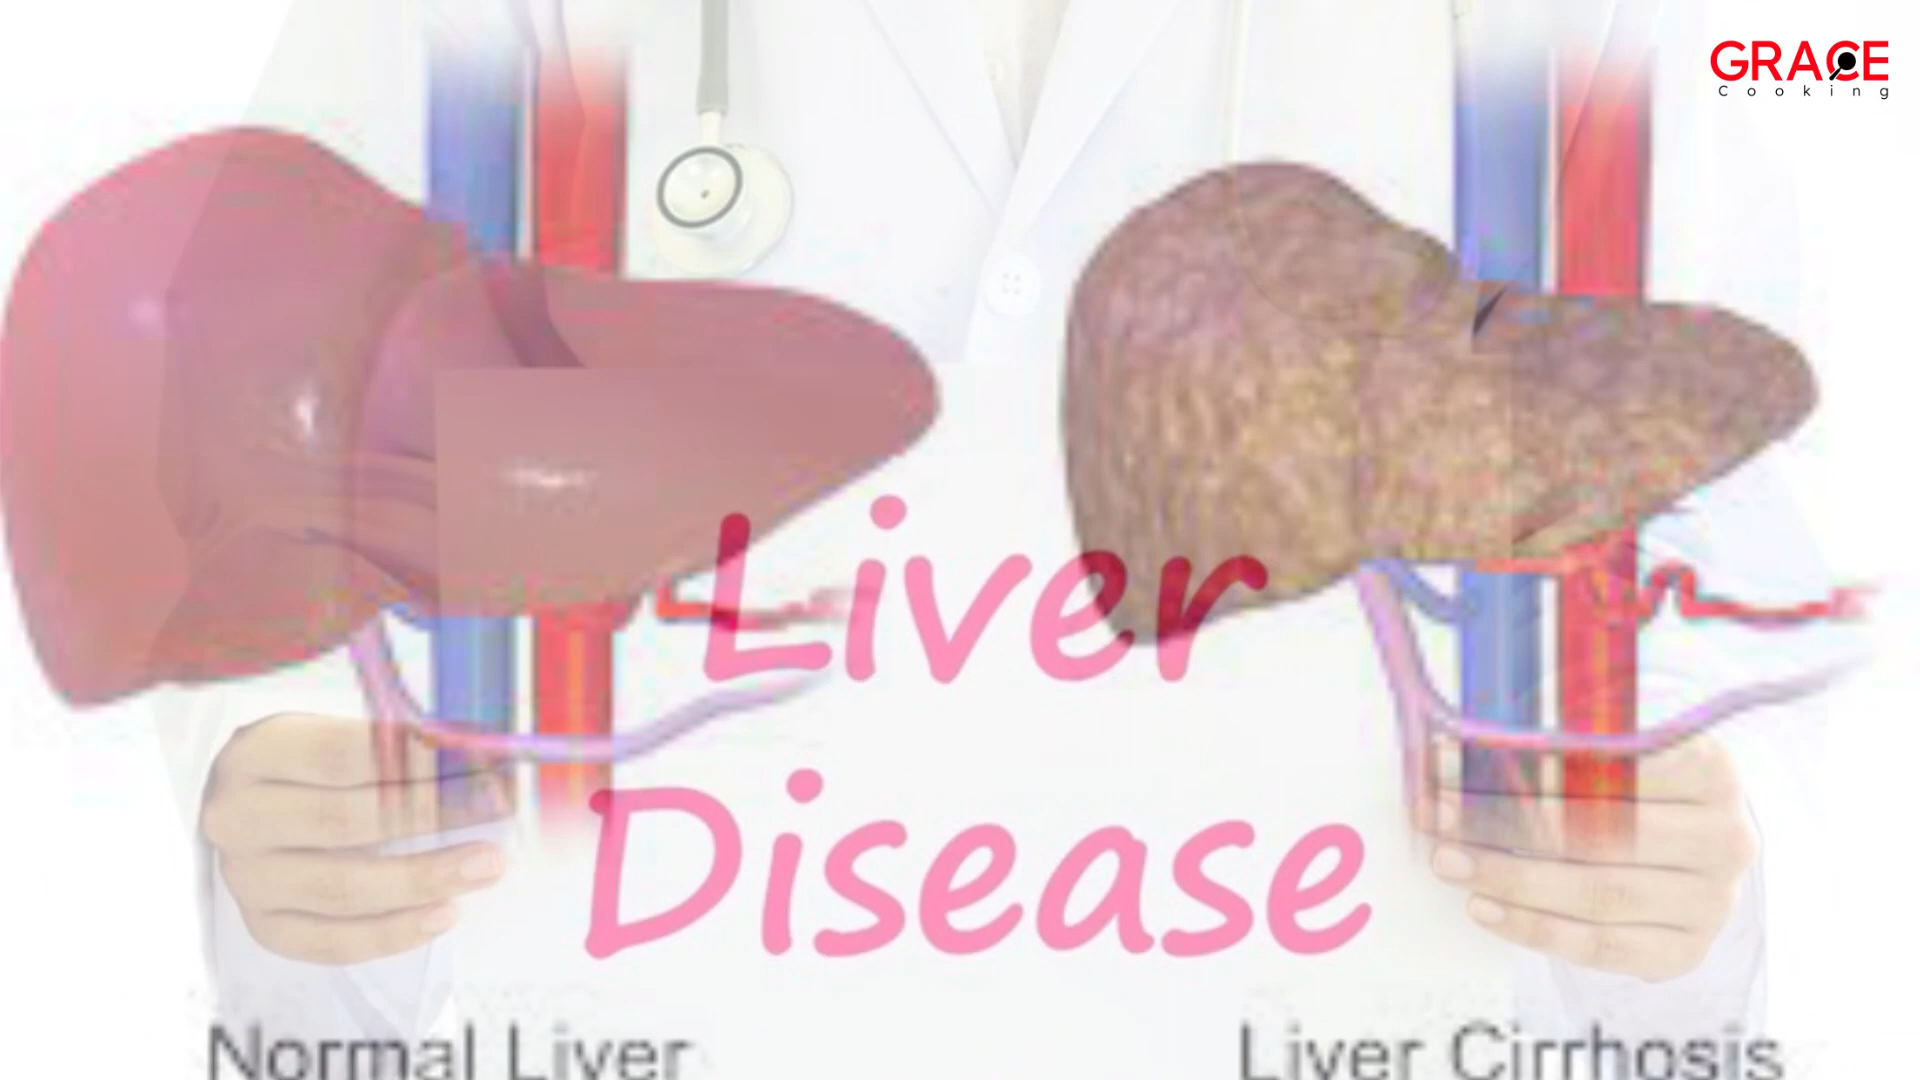 GRACE
Cooking
Liver
Disease
Normal Liver
Liver Cirrhosis